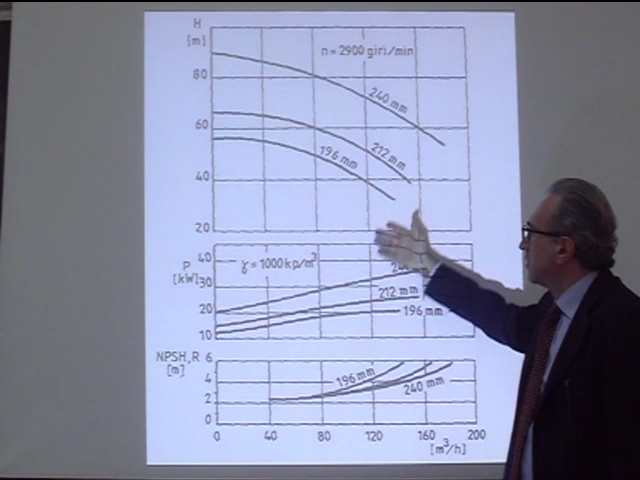 H
[m]
n = 2900 giri/min
80
240 mm
60
212 mm
196 mm
40
20
40
P
[kW]
30
γ = 1000 kp/m³
212 mm
20
196 mm
10
NPSH,R
[m]
6
4
196 mm
240 mm
2
0
0 40 80 120 160 200
[m³/h]